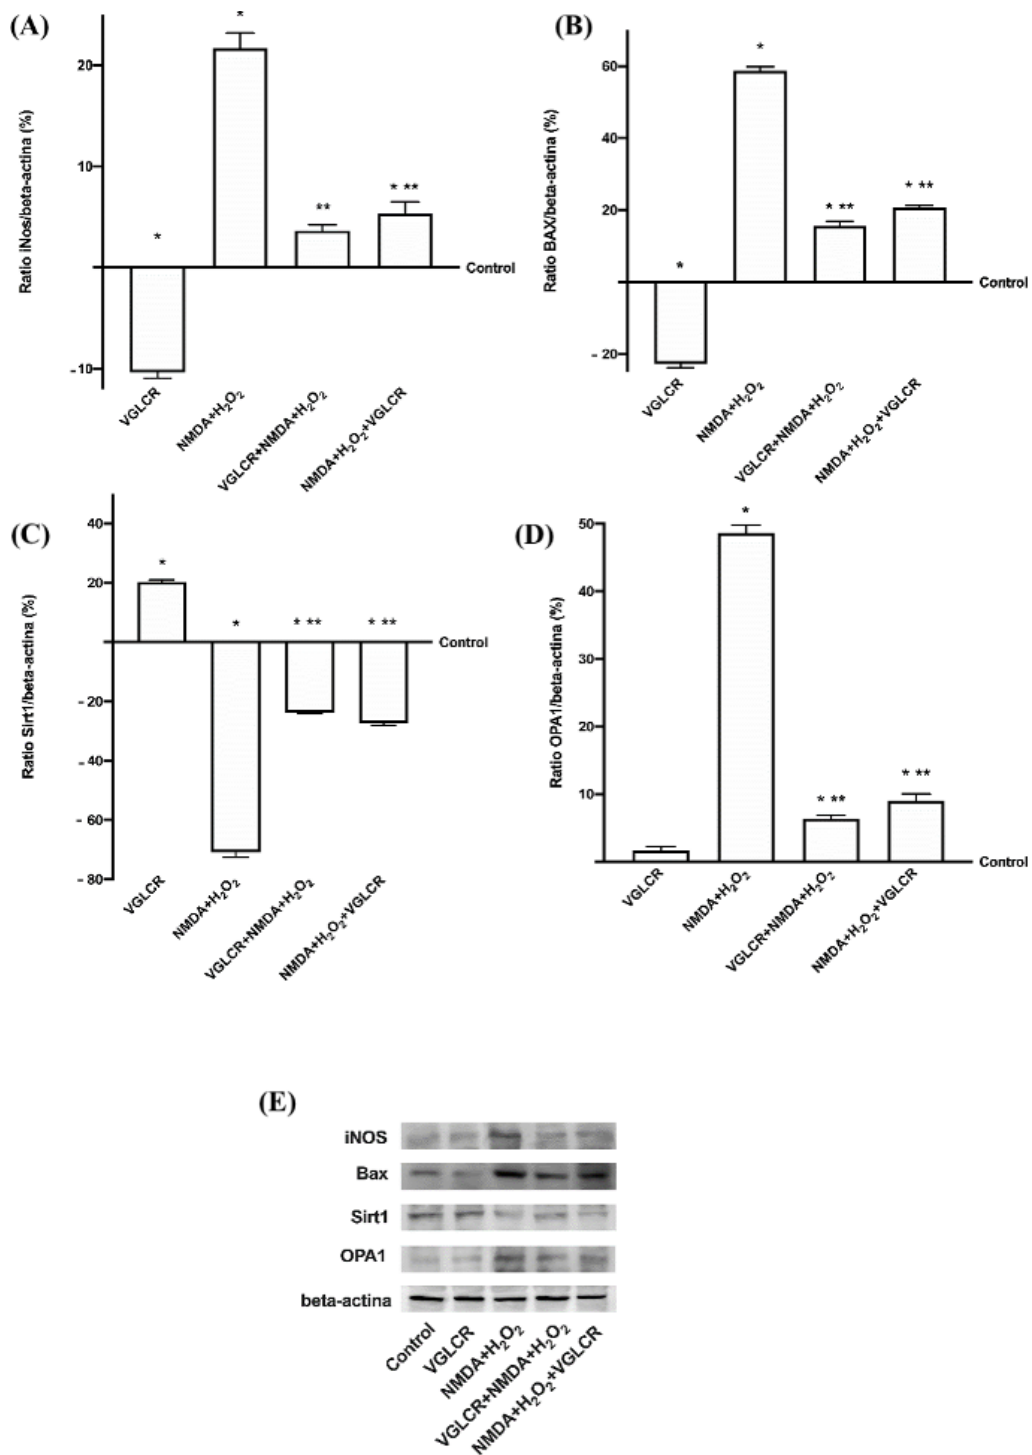 (A)
Ratio iNos/beta-actina (%)
20
10
- 10
*
*
**
* **
Control
VGLCR
NMDA+H₂O₂
VGLCR+NMDA+H₂O₂
NMDA+H₂O₂+VGLCR
(B)
Ratio BAX/beta-actina (%)
60
40
20
- 20
*
*
* **
* **
Control
VGLCR
NMDA+H₂O₂
VGLCR+NMDA+H₂O₂
NMDA+H₂O₂+VGLCR
(C)
Ratio Sirt1/beta-actina (%)
40
20
- 20
- 40
- 60
- 80
*
*
* **
* **
Control
VGLCR
NMDA+H₂O₂
VGLCR+NMDA+H₂O₂
NMDA+H₂O₂+VGLCR
(D)
Ratio OPA1/beta-actina (%)
50
40
30
20
10
*
* **
* **
Control
VGLCR
NMDA+H₂O₂
VGLCR+NMDA+H₂O₂
NMDA+H₂O₂+VGLCR
(E)
iNOS
Bax
Sirt1
OPA1
beta-actina
Control
VGLCR
NMDA+H₂O₂
VGLCR+NMDA+H₂O₂
NMDA+H₂O₂+VGLCR